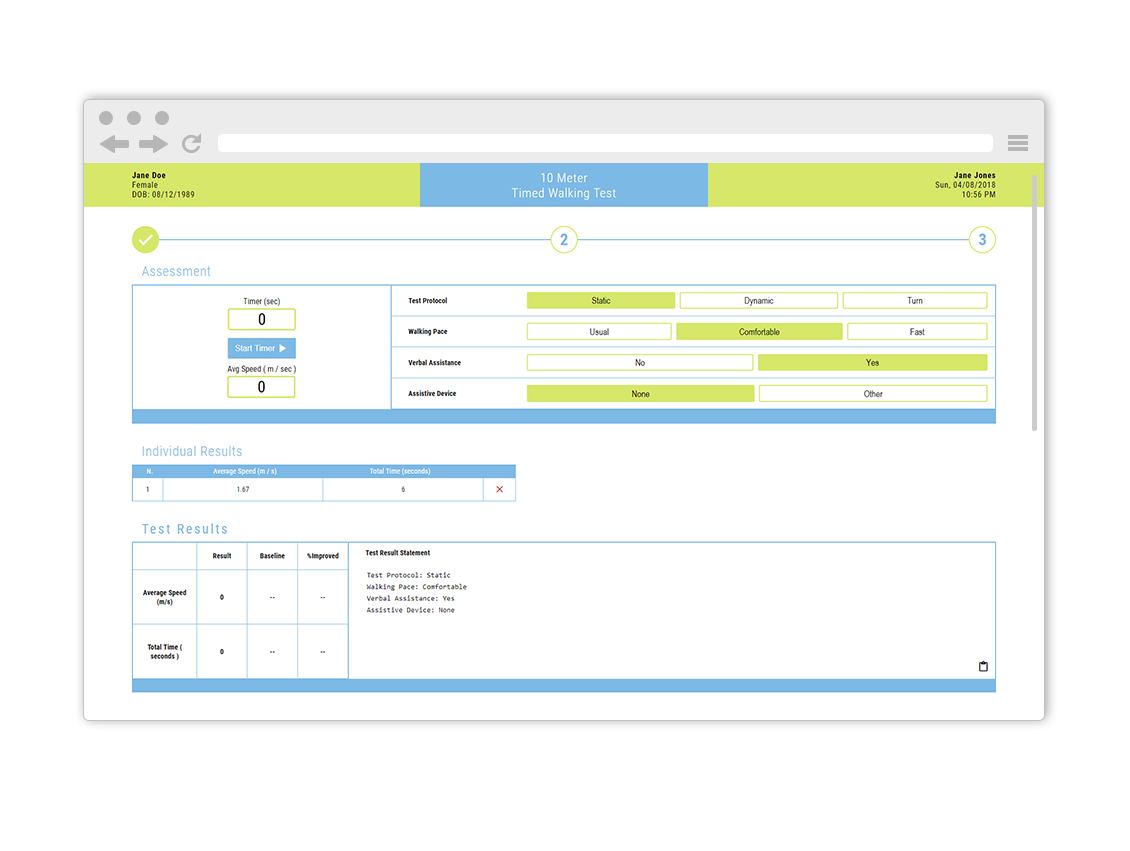 Jane Doe
Female
DOB: 08/12/1989
10 Meter
Timed Walking Test
Jane Jones
Sun, 04/08/2018
10:56 PM
2
3
Assessment
Timer (sec)
0
Start Timer
Avg Speed ( m / sec )
0
Test Protocol Static Dynamic Turn
Walking Pace Usual Comfortable Fast
Verbal Assistance No Yes
Assistive Device None Other
Individual Results
N. Average Speed (m / s) Total Time (seconds)
1 1.67 6
Test Results
Result Baseline %Improved
Average Speed
(m/s)
0 -- --
Total Time (
seconds )
0 -- --
Test Result Statement
Test Protocol: Static
Walking Pace: Comfortable
Verbal Assistance: Yes
Assistive Device: None